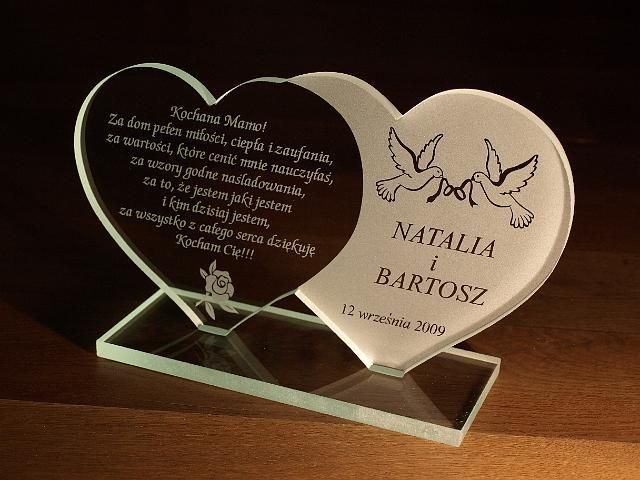 Kochana Mamo!
Za dom pełen miłości, ciepła i zaufania,
za wartości, które cenić mnie nauczyłaś,
za wzory godne naśladowania,
za to, że jestem jaki jestem
i kim dzisiaj jestem,
za wszystko z całego serca dziękuję
Kocham Cię!!!
NATALIA
i
BARTOSZ
12 września 2009